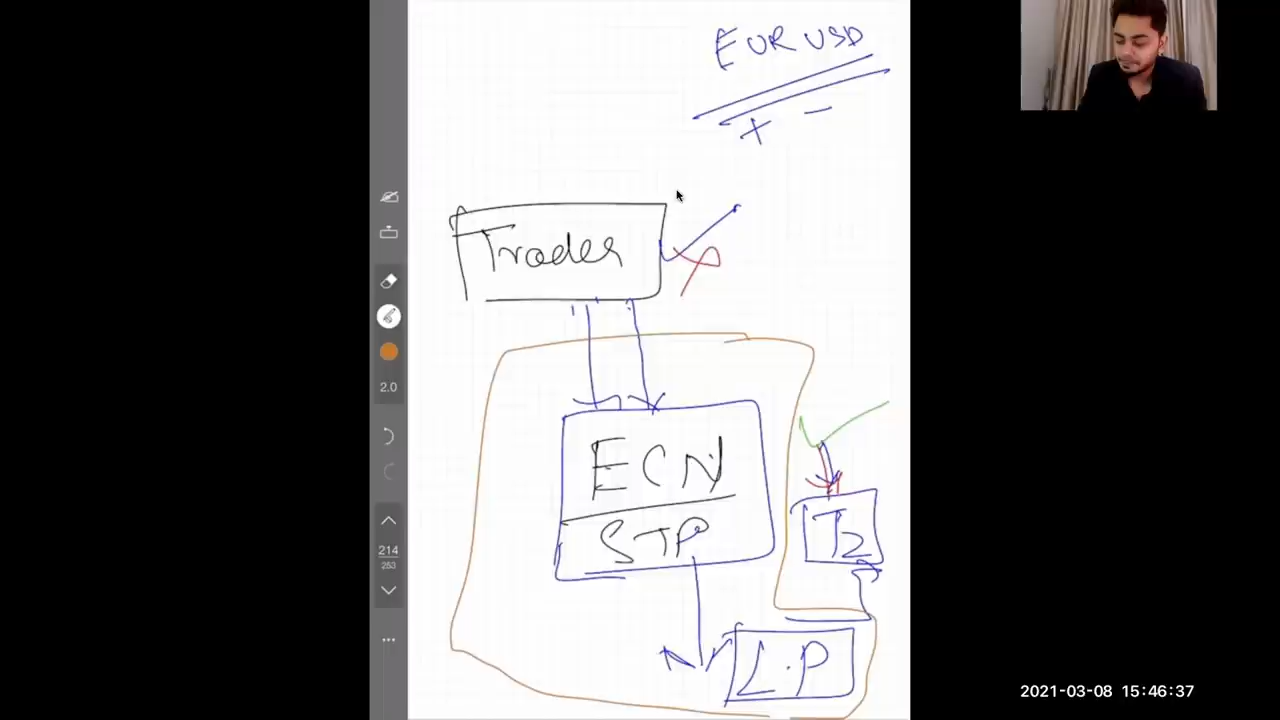 EUR USD
+ -
Trader
ECN
STP
T2
L.P
2.0
214
253
2021-03-08 15:46:37